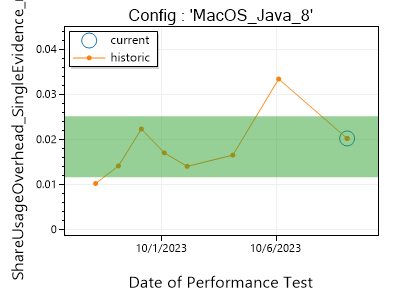 Config : 'MacOS_Java_8'
current
historic
0.04
0.03
0.02
0.01
0
ShareUsageOverhead_SingleEvidence_
10/1/2023
10/6/2023
Date of Performance Test